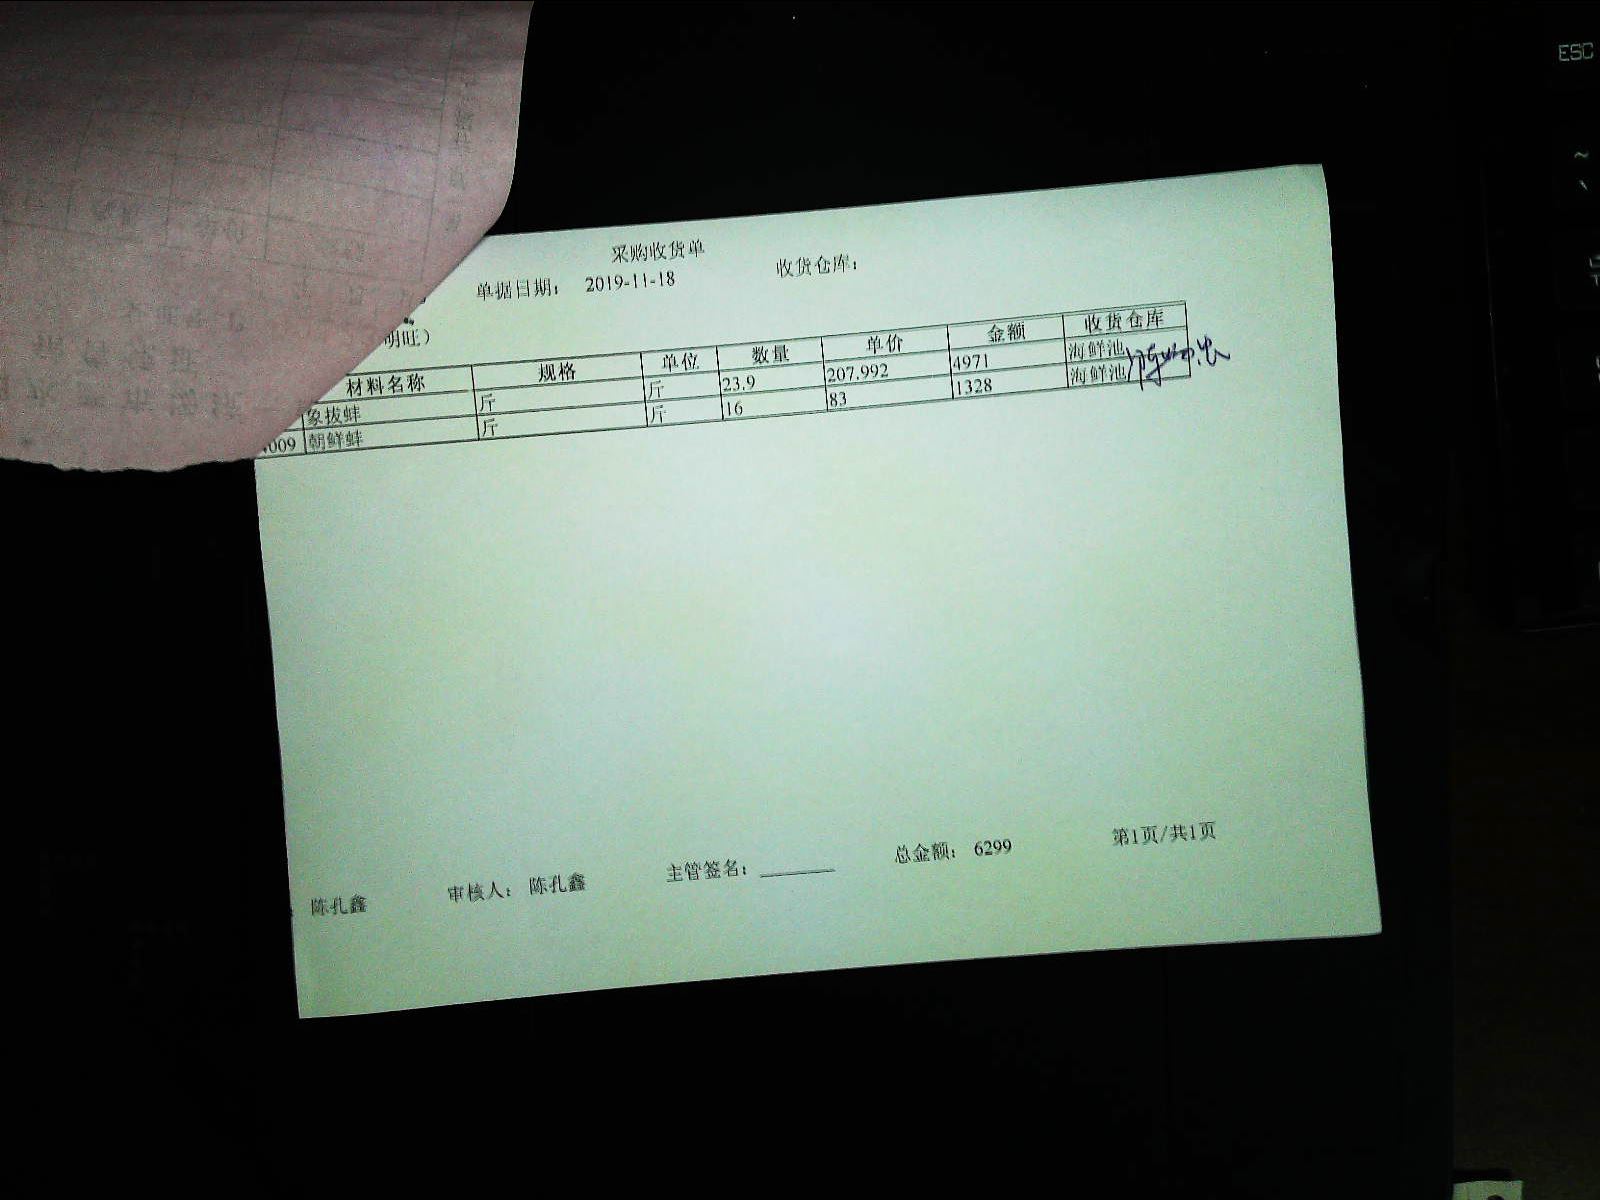 采购收货单
单据日期： 2019-11-18 收货仓库：
明旺）
材料名称 规格 单位 数量 单价 金额 收货仓库
象拔蚌 斤 斤 23.9 207.992 4971 海鲜池
009 朝鲜蚌 斤 斤 16 83 1328 海鲜池
陈孔鑫 审核人： 陈孔鑫 主管签名： 总金额： 6299 第1页/共1页
ESC